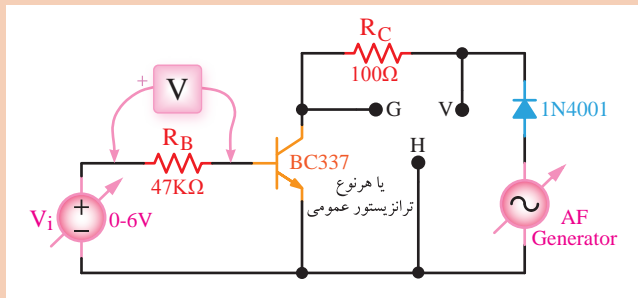 R_C
100Ω
+
V
G
V
1N4001
H
R_B
47KΩ
BC337
یا هرنوع
ترانزیستور عمومی
V_i
+
−
0-6V
AF
Generator